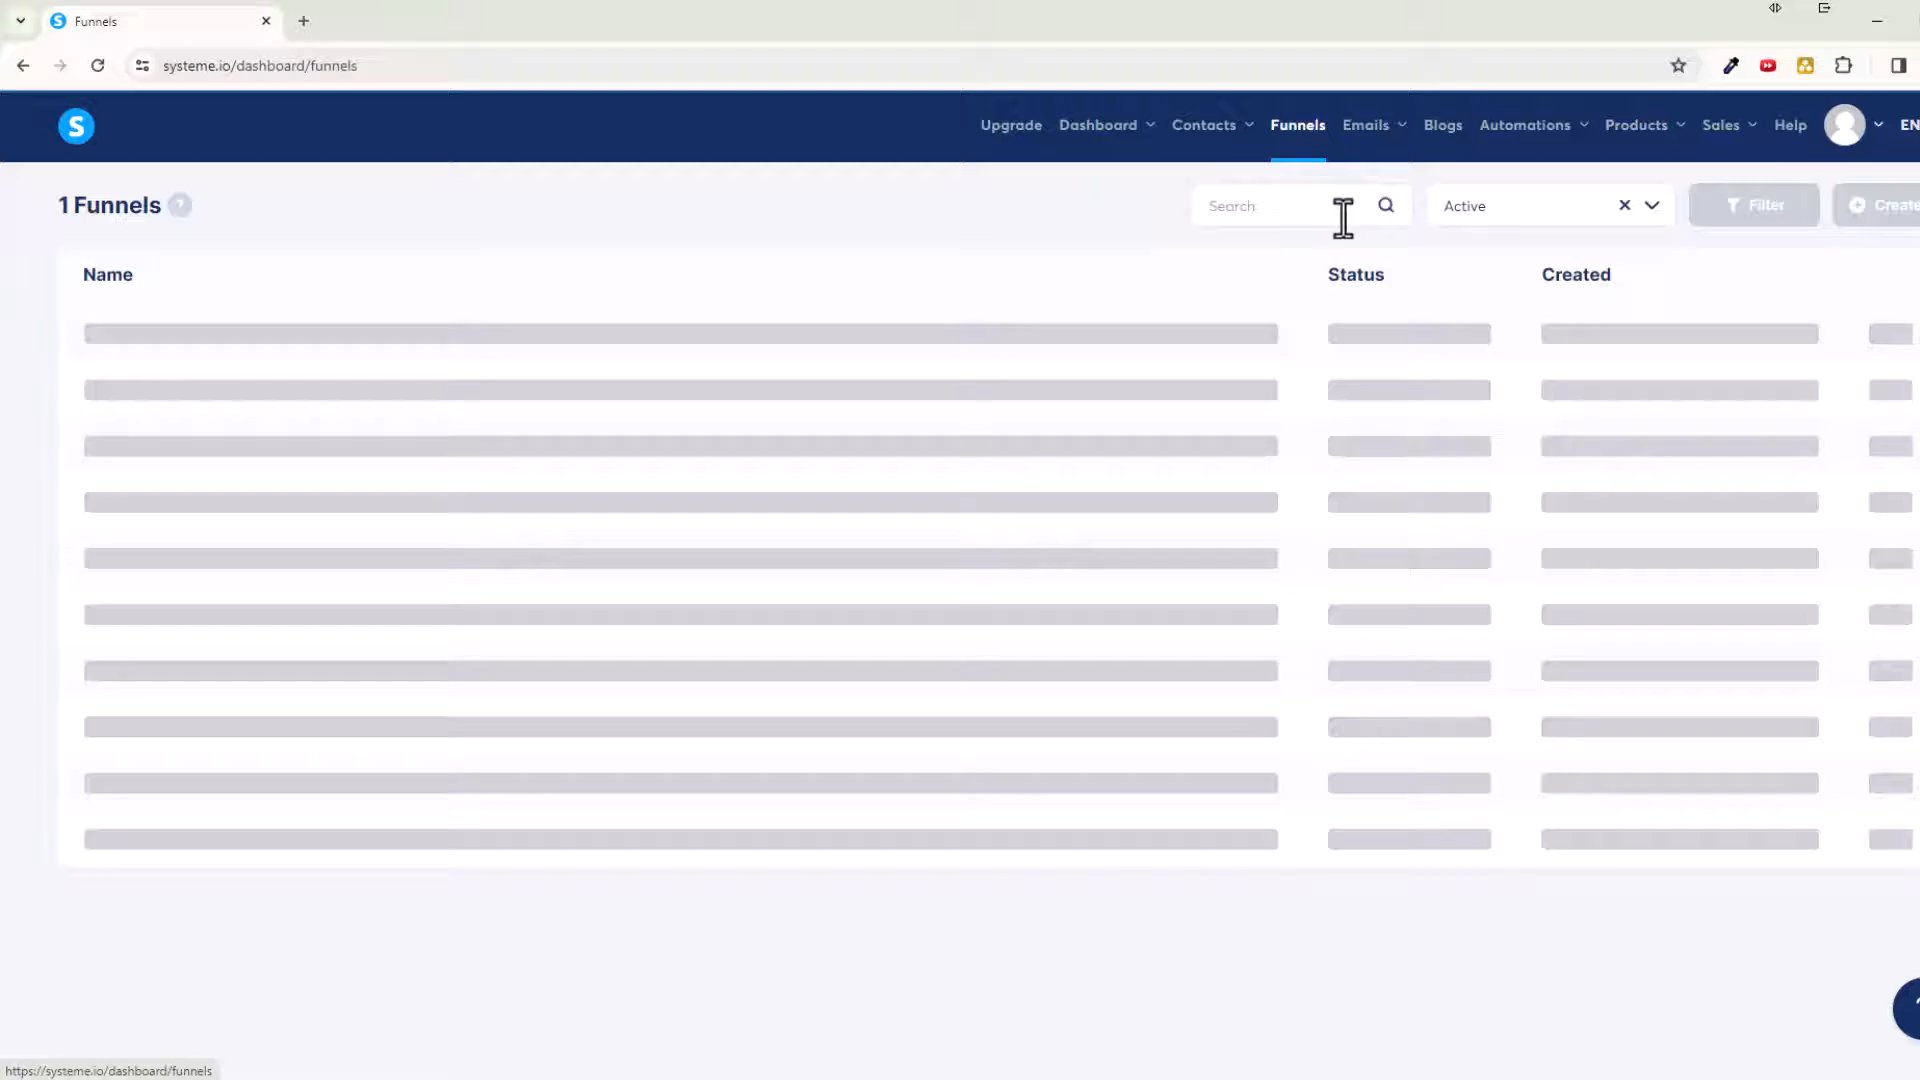 Funnels
systeme.io/dashboard/funnels
S
Upgrade Dashboard Contacts Funnels Emails Blogs Automations Products Sales Help EN
1 Funnels ?
Search Active Filter Create
Name Status Created
https://systeme.io/dashboard/funnels